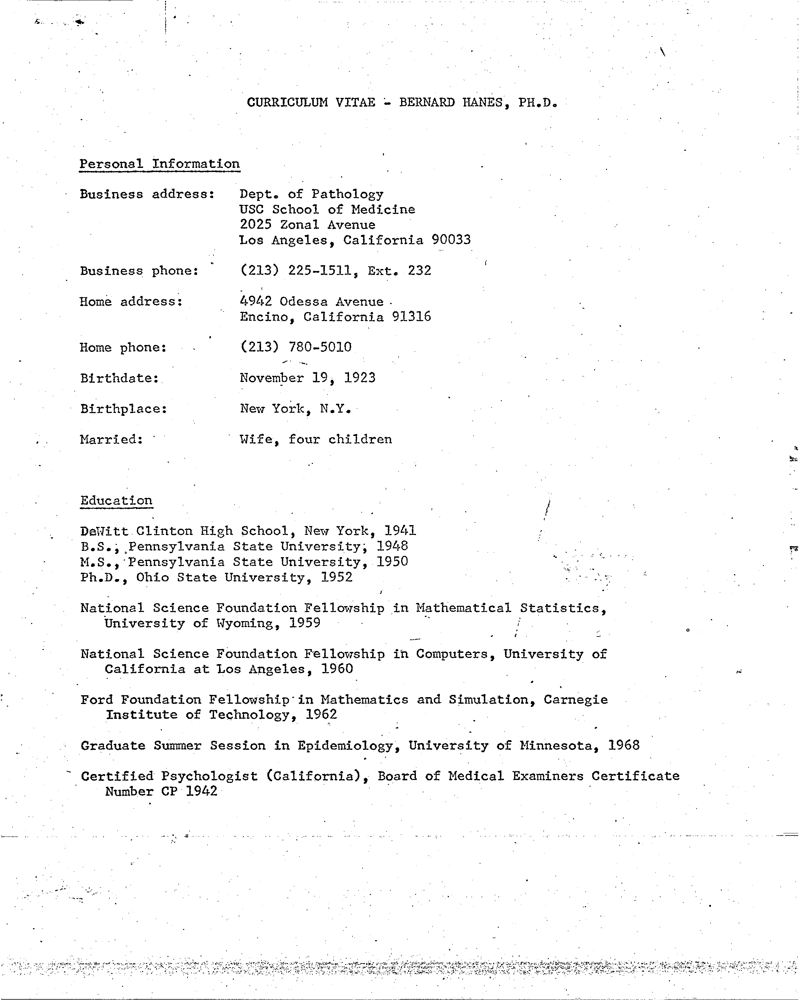 CURRICULUM VITAE - BERNARD HANES, PH.D.
Personal Information
Business address: Dept. of Pathology
USC School of Medicine
2025 Zonal Avenue
Los Angeles, California 90033
Business phone: (213) 225-1511, Ext. 232
Home address: 4942 Odessa Avenue
Encino, California 91316
Home phone: (213) 780-5010
Birthdate: November 19, 1923
Birthplace: New York, N.Y.
Married: Wife, four children
Education
DeWitt Clinton High School, New York, 1941
B.S., Pennsylvania State University, 1948
M.S., Pennsylvania State University, 1950
Ph.D., Ohio State University, 1952
National Science Foundation Fellowship in Mathematical Statistics,
University of Wyoming, 1959
National Science Foundation Fellowship in Computers, University of
California at Los Angeles, 1960
Ford Foundation Fellowship in Mathematics and Simulation, Carnegie
Institute of Technology, 1962
Graduate Summer Session in Epidemiology, University of Minnesota, 1968
Certified Psychologist (California), Board of Medical Examiners Certificate
Number CP 1942